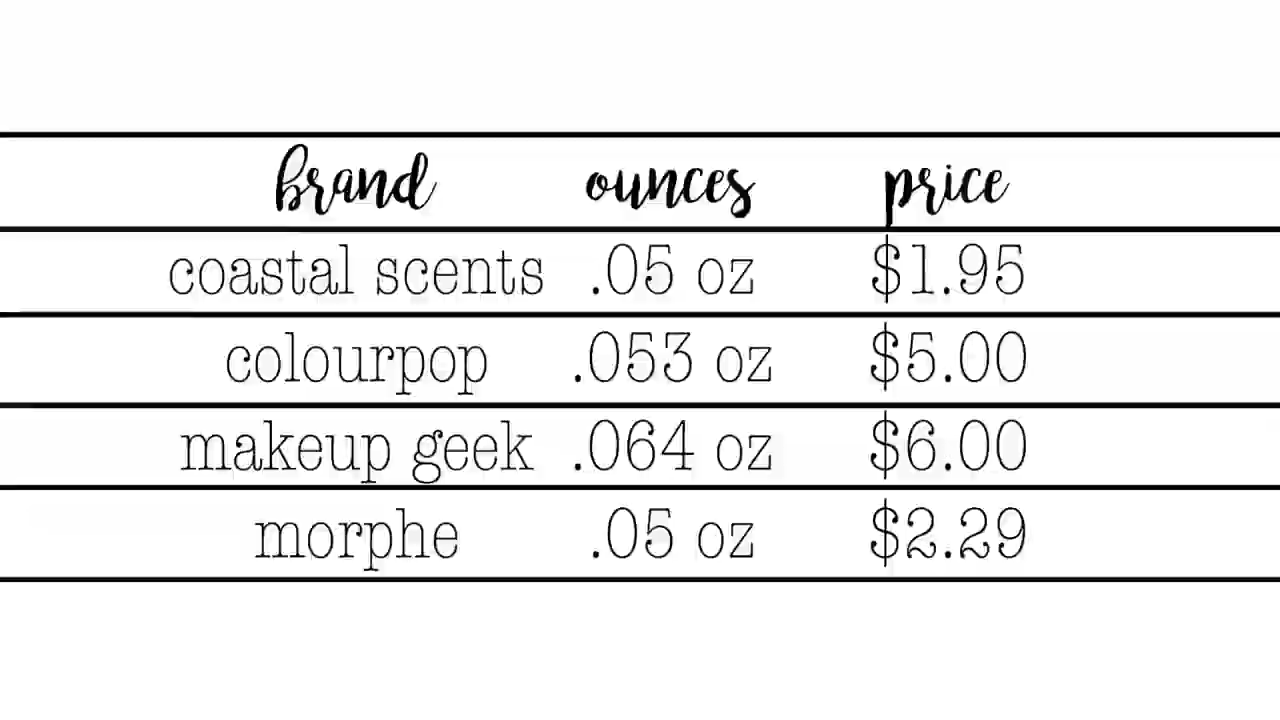 brand ounces price
coastal scents .05 oz $1.95
colourpop .053 oz $5.00
makeup geek .064 oz $6.00
morphe .05 oz $2.29